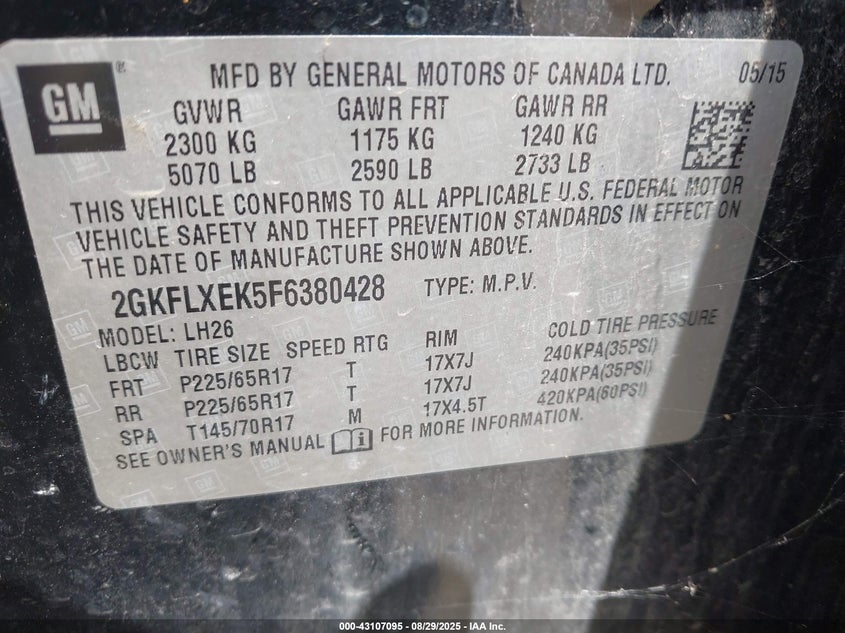 GM
MFD BY GENERAL MOTORS OF CANADA LTD. 05/15
GVWR GAWR FRT GAWR RR
2300 KG 1175 KG 1240 KG
5070 LB 2590 LB 2733 LB
THIS VEHICLE CONFORMS TO ALL APPLICABLE U.S. FEDERAL MOTOR
VEHICLE SAFETY AND THEFT PREVENTION STANDARDS IN EFFECT ON
THE DATE OF MANUFACTURE SHOWN ABOVE.
2GKFLXEK5F6380428 TYPE: M.P.V.
MODEL: LH26
LBCW TIRE SIZE SPEED RTG RIM COLD TIRE PRESSURE
FRT P225/65R17 T 17X7J 240KPA(35PSI)
RR P225/65R17 T 17X7J 240KPA(35PSI)
SPA T145/70R17 M 17X4.5T 420KPA(60PSI)
SEE OWNER'S MANUAL FOR MORE INFORMATION.
000-43107095 - 08/29/2025 - IAA Inc.